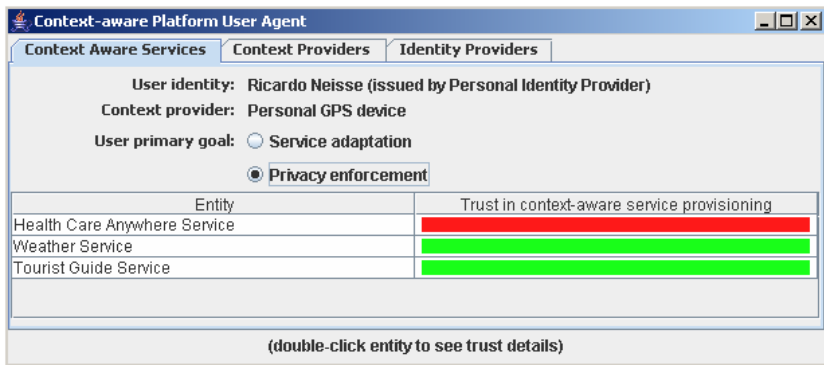 Context-aware Platform User Agent
Context Aware Services Context Providers Identity Providers
User identity: Ricardo Neisse (issued by Personal Identity Provider)
Context provider: Personal GPS device
User primary goal: Service adaptation
Privacy enforcement
Entity Trust in context-aware service provisioning
Health Care Anywhere Service
Weather Service
Tourist Guide Service
(double-click entity to see trust details)